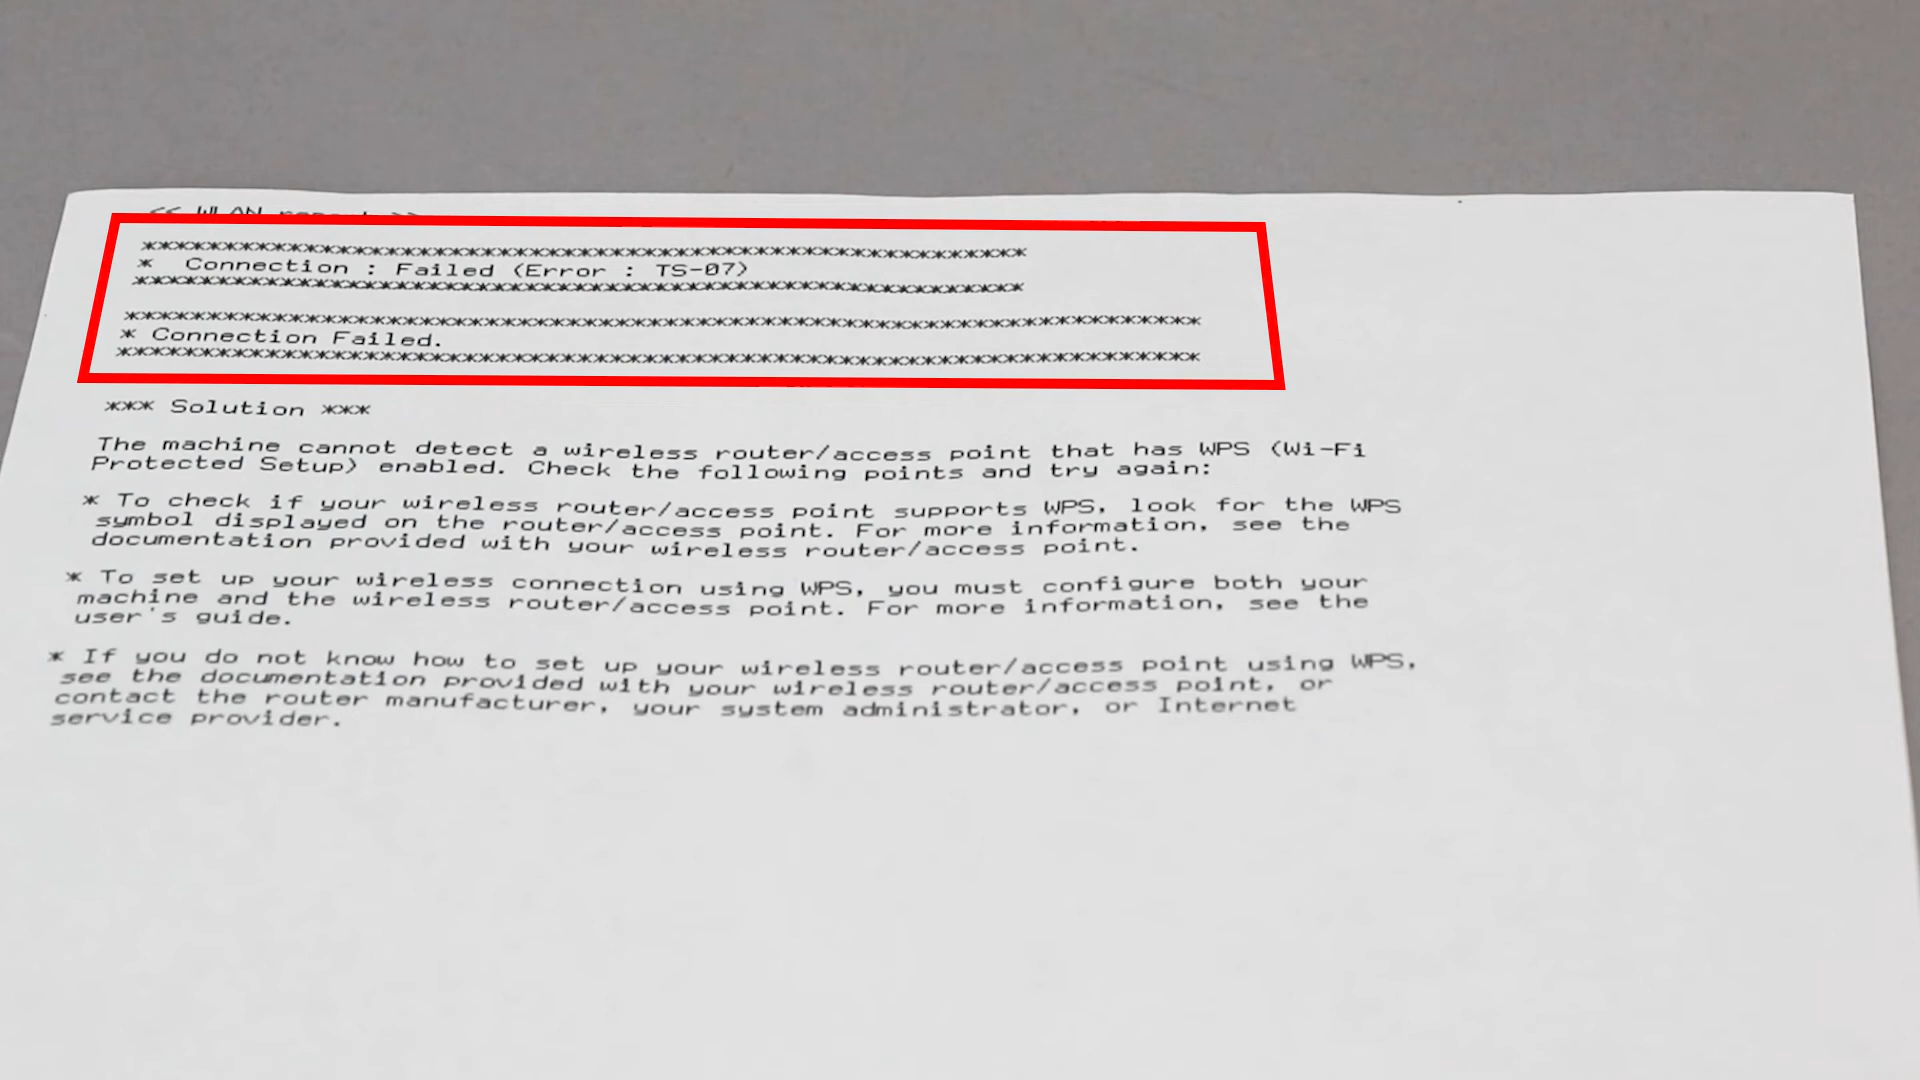 << WLAN report >>
******************************************************
*  Connection : Failed (Error : TS-07)
******************************************************
******************************************************************
* Connection Failed.
******************************************************************
*** Solution ***
The machine cannot detect a wireless router/access point that has WPS (Wi-Fi
Protected Setup) enabled. Check the following points and try again:
* To check if your wireless router/access point supports WPS, look for the WPS
symbol displayed on the router/access point. For more information, see the
documentation provided with your wireless router/access point.
* To set up your wireless connection using WPS, you must configure both your
machine and the wireless router/access point. For more information, see the
user's guide.
* If you do not know how to set up your wireless router/access point using WPS,
see the documentation provided with your wireless router/access point, or
contact the router manufacturer, your system administrator, or Internet
service provider.